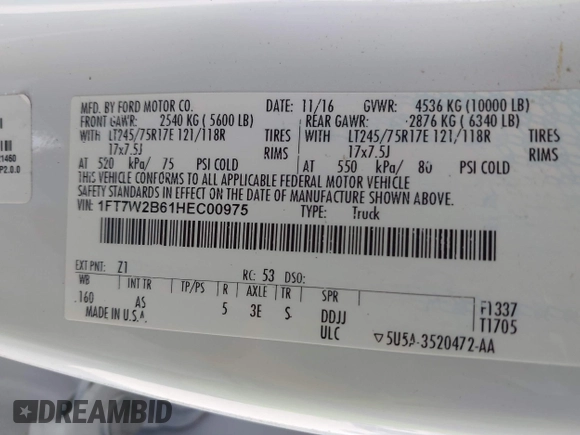 MFD. BY FORD MOTOR CO. DATE: 11/16 GVWR: 4536 KG (10000 LB)
FRONT GAWR: 2540 KG (5600 LB) REAR GAWR: 2876 KG (6340 LB)
WITH LT245/75R17E 121/118R TIRES WITH LT245/75R17E 121/118R TIRES
17x7.5J RIMS 17x7.5J RIMS
AT 520 kPa/ 75 PSI COLD AT 550 kPa/ 80 PSI COLD
THIS VEHICLE CONFORMS TO ALL APPLICABLE FEDERAL MOTOR VEHICLE
SAFETY STANDARDS IN EFFECT ON THE DATE OF MANUFACTURE SHOWN ABOVE.
VIN: 1FT7W2B61HEC00975 TYPE: Truck
EXT PNT: Z1 RC: 53 DSO:
WB INT TR TP/PS R AXLE TR SPR
160 AS 5 3E S DDJJ F1337
MADE IN U.S.A. ULC T1705
▽5U5A-3520472-AA
21460
P2.0.0
DREAMBID